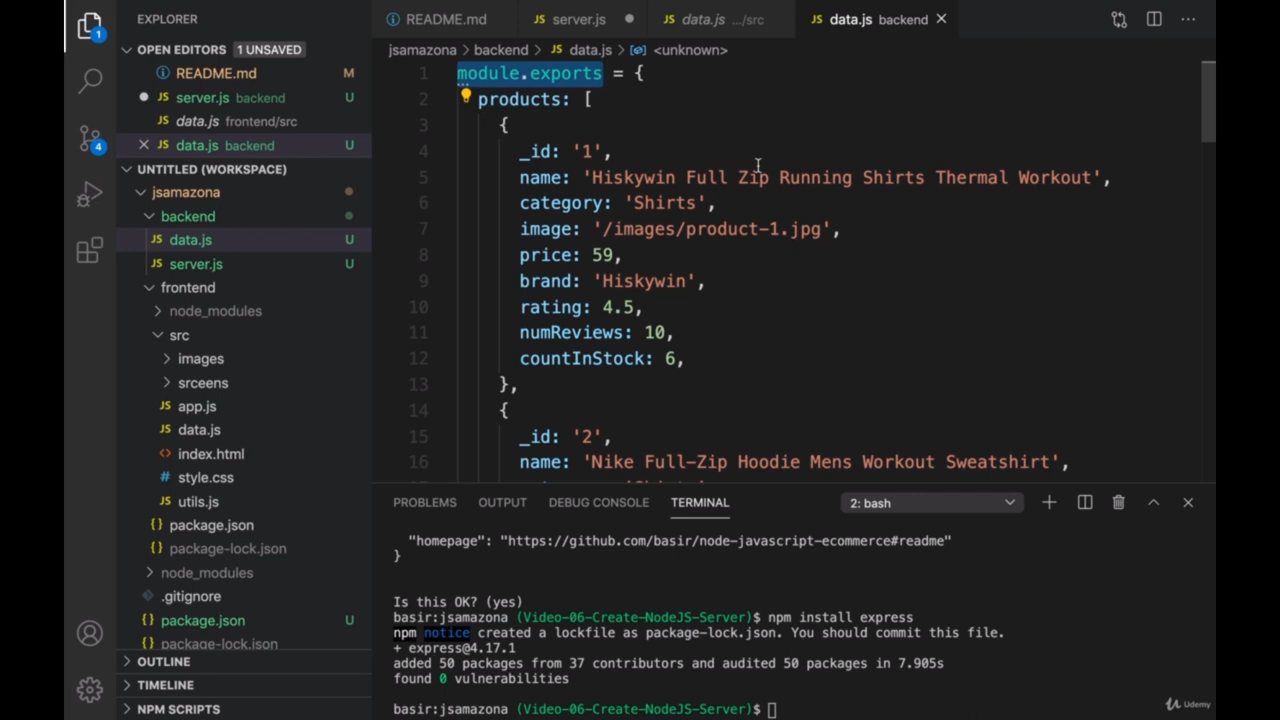 1
4
EXPLORER
OPEN EDITORS 1 UNSAVED
README.md M
server.js backend U
data.js frontend/src
data.js backend U
UNTITLED (WORKSPACE)
jsamazona
backend
data.js U
server.js U
frontend
node_modules
src
images
srceens
app.js
data.js
index.html
style.css
utils.js
package.json
package-lock.json
node_modules
.gitignore
package.json U
package-lock.json
OUTLINE
TIMELINE
NPM SCRIPTS
README.md JS server.js JS data.js .../src JS data.js backend
jsamazona > backend > JS data.js > <unknown>
1 module.exports = {
2 products: [
3 {
4 _id: '1',
5 name: 'Hiskywin Full Zip Running Shirts Thermal Workout',
6 category: 'Shirts',
7 image: '/images/product-1.jpg',
8 price: 59,
9 brand: 'Hiskywin',
10 rating: 4.5,
11 numReviews: 10,
12 countInStock: 6,
13 },
14 {
15 _id: '2',
16 name: 'Nike Full-Zip Hoodie Mens Workout Sweatshirt',
PROBLEMS OUTPUT DEBUG CONSOLE TERMINAL 2: bash
"homepage": "https://github.com/basir/node-javascript-ecommerce#readme"
}
Is this OK? (yes)
basir:jsamazona (Video-06-Create-NodeJS-Server)$ npm install express
npm notice created a lockfile as package-lock.json. You should commit this file.
+ express@4.17.1
added 50 packages from 37 contributors and audited 50 packages in 7.905s
found 0 vulnerabilities
basir:jsamazona (Video-06-Create-NodeJS-Server)$
Udemy